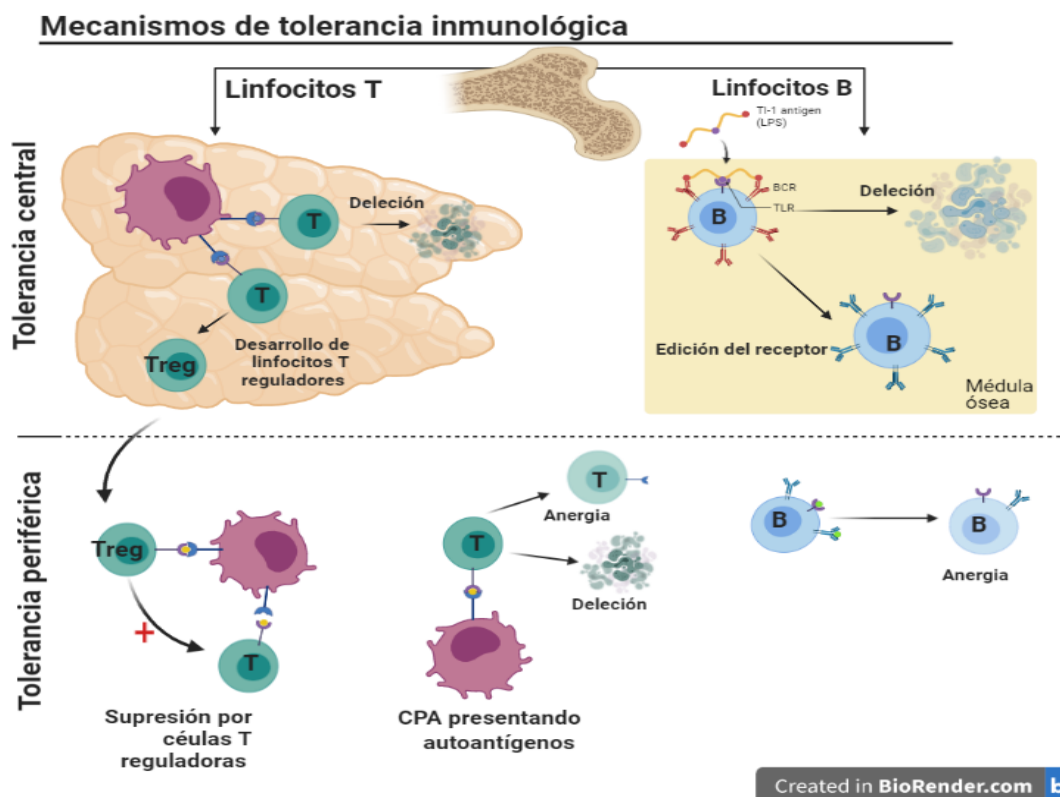 Mecanismos de tolerancia inmunológica
Linfocitos T
Linfocitos B
TI-1 antígen
(LPS)
Tolerancia central
T
Deleción
T
Treg
Desarrollo de
linfocitos T
reguladores
BCR
TLR
B
Deleción
Edición del receptor
B
Médula
ósea
Tolerancia periférica
Treg
+
T
Supresión por
céulas T
reguladoras
T
T
Anergia
Deleción
CPA presentando
autoantígenos
B
B
Anergia
Created in BioRender.com